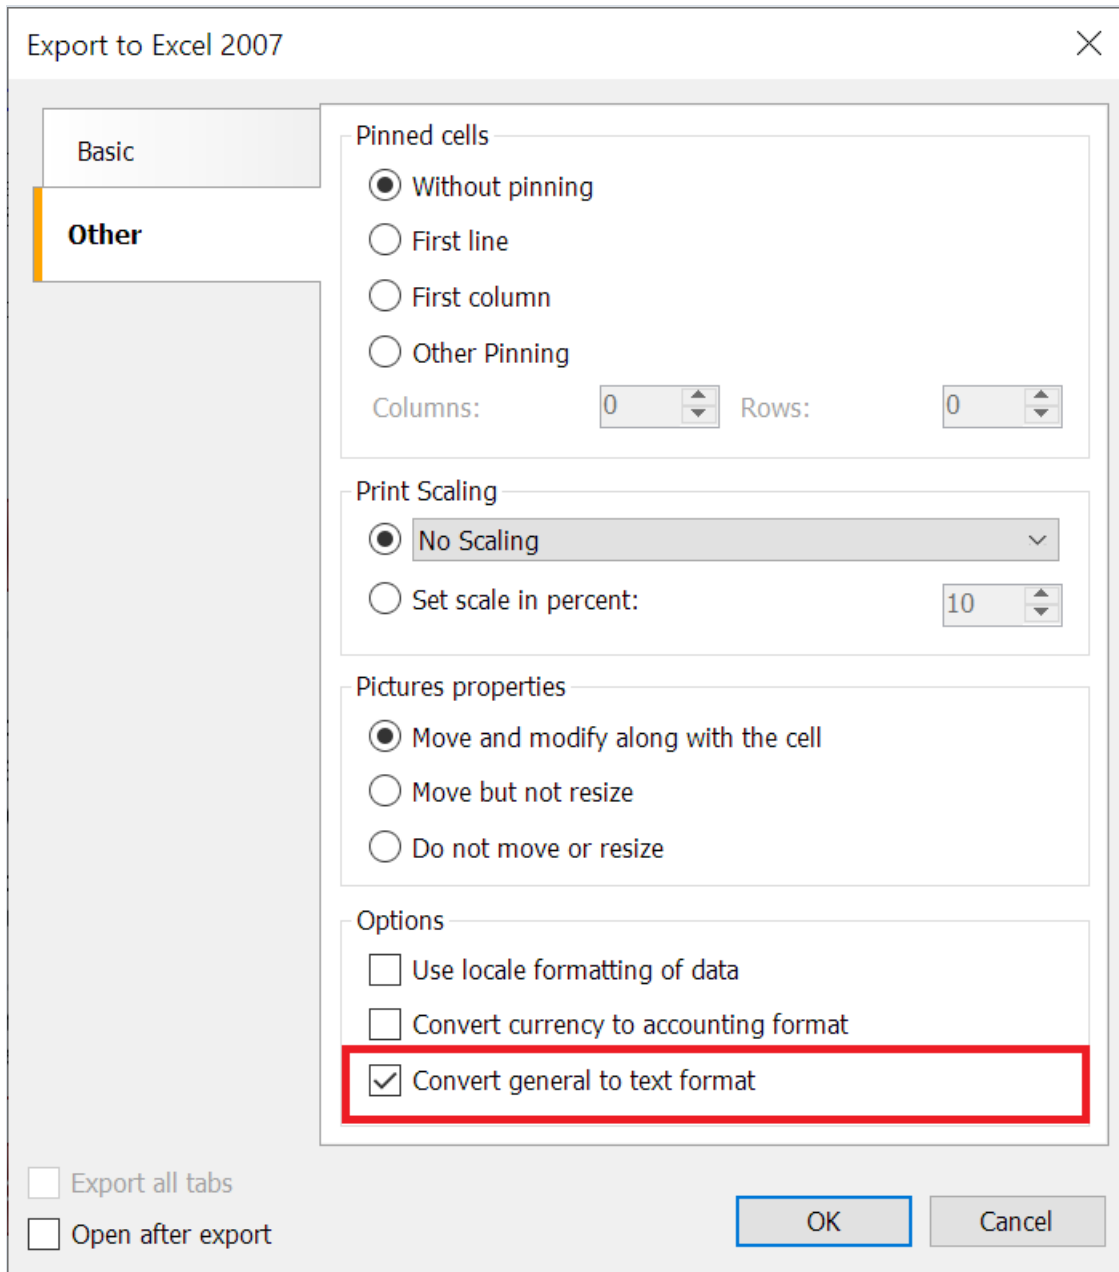 Export to Excel 2007
Basic
Other
Pinned cells
Without pinning
First line
First column
Other Pinning
Columns: 0 Rows: 0
Print Scaling
No Scaling
Set scale in percent: 10
Pictures properties
Move and modify along with the cell
Move but not resize
Do not move or resize
Options
Use locale formatting of data
Convert currency to accounting format
Convert general to text format
Export all tabs
Open after export
OK Cancel